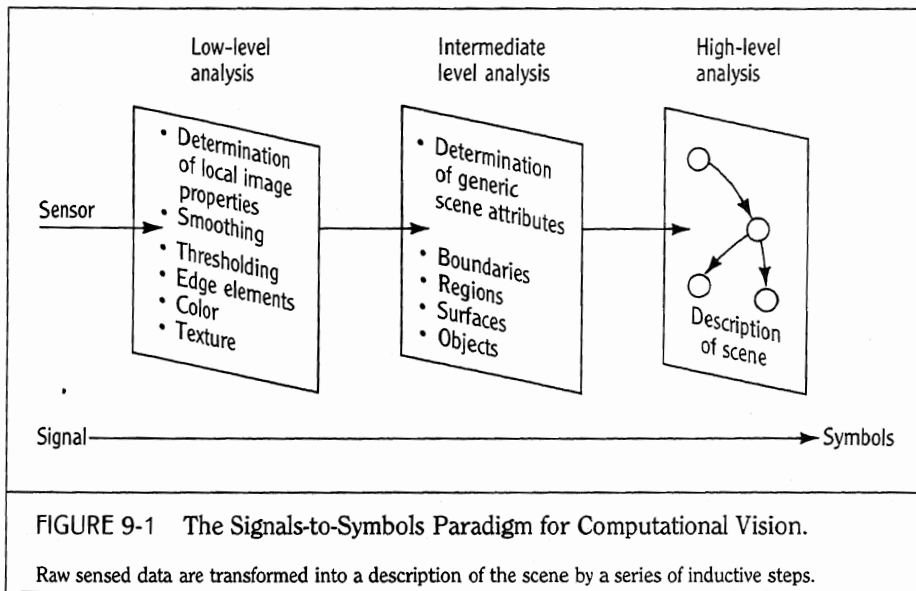 Low-level
analysis
Intermediate
level analysis
High-level
analysis
Sensor
• Determination
of local image
properties
• Smoothing
• Thresholding
• Edge elements
• Color
• Texture
• Determination
of generic
scene attributes
• Boundaries
• Regions
• Surfaces
• Objects
Description
of scene
Signal
Symbols
FIGURE 9-1 The Signals-to-Symbols Paradigm for Computational Vision.
Raw sensed data are transformed into a description of the scene by a series of inductive steps.